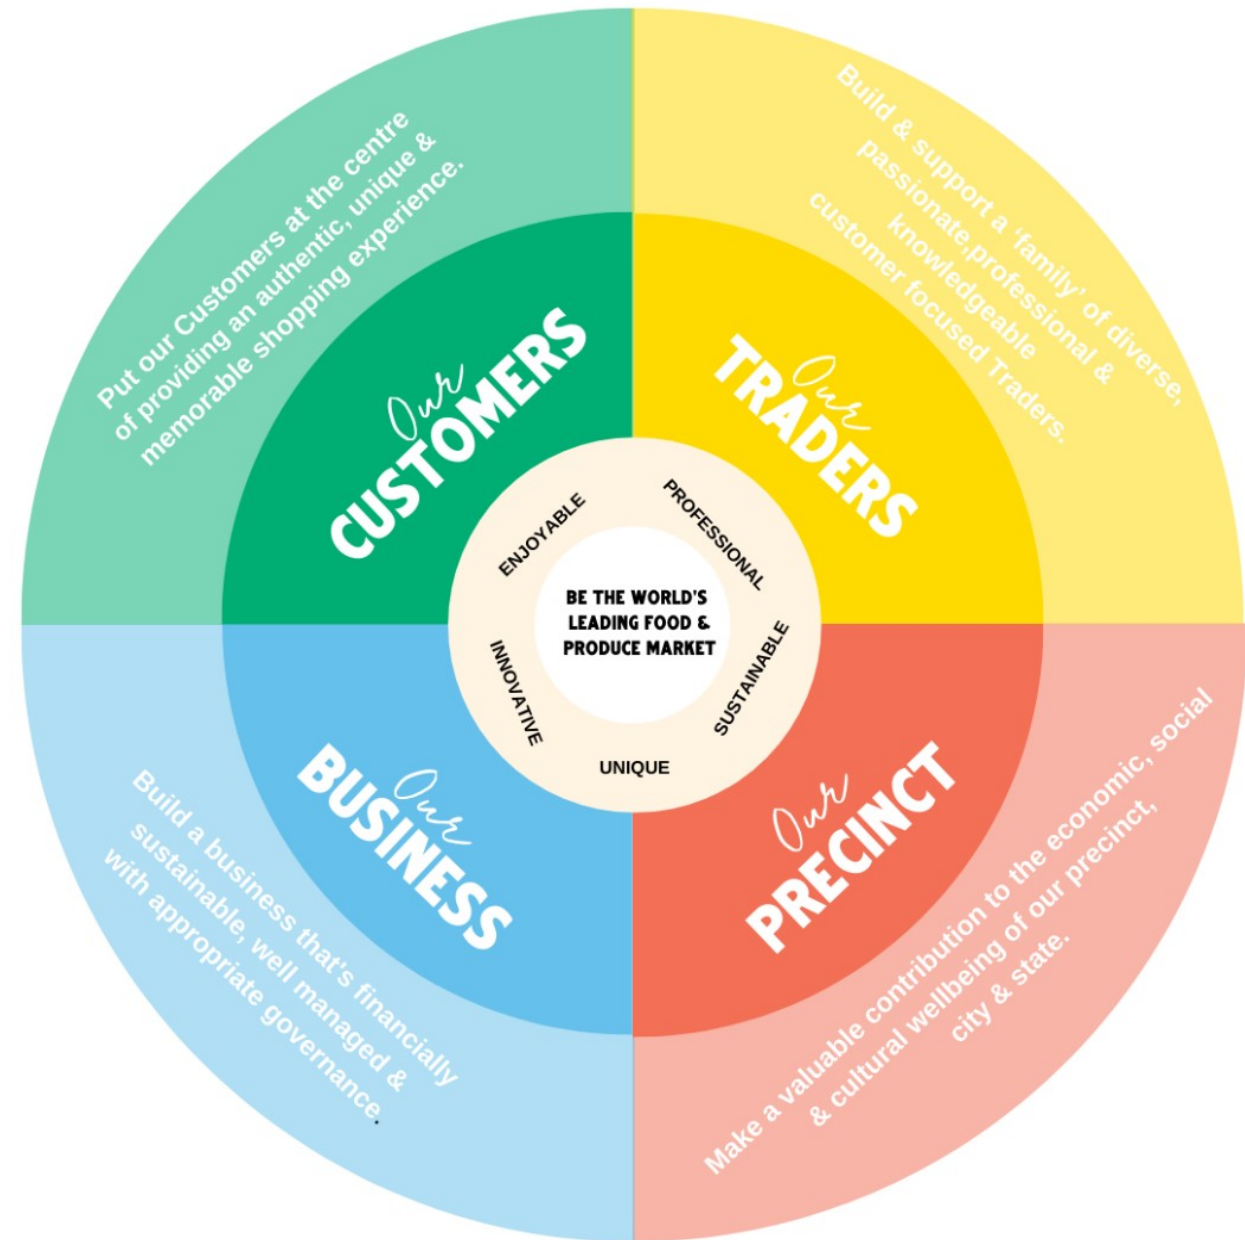 Put our Customers at the centre
of providing an authentic, unique &
memorable shopping experience.
Our
CUSTOMERS
Build & support a ‘family’ of diverse,
passionate,professional &
knowledgeable
customer focused Traders.
Our
TRADERS
ENJOYABLE
PROFESSIONAL
SUSTAINABLE
UNIQUE
INNOVATIVE
BE THE WORLD'S
LEADING FOOD &
PRODUCE MARKET
Our
BUSINESS
Build a business that's financially
sustainable, well managed &
with appropriate governance.
Our
PRECINCT
Make a valuable contribution to the economic, social
& cultural wellbeing of our precinct,
city & state.